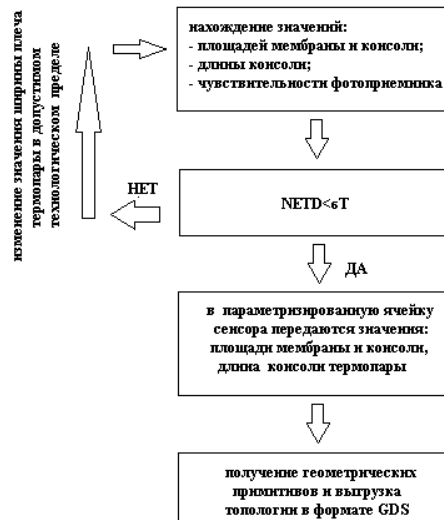 нахождение значений:
- площадей мембраны и консоли;
- длины консоли;
- чувствительности фотоприемника
изменение значения ширины плеча
термопары в допустимом
технологическом пределе
НЕТ
NETD<бТ
ДА
в параметризированную ячейку
сенсора передаются значения:
площади мембраны и консоли,
длина консоли термопары
получение геометрических
примитивов и выгрузка
топологии в формате GDS